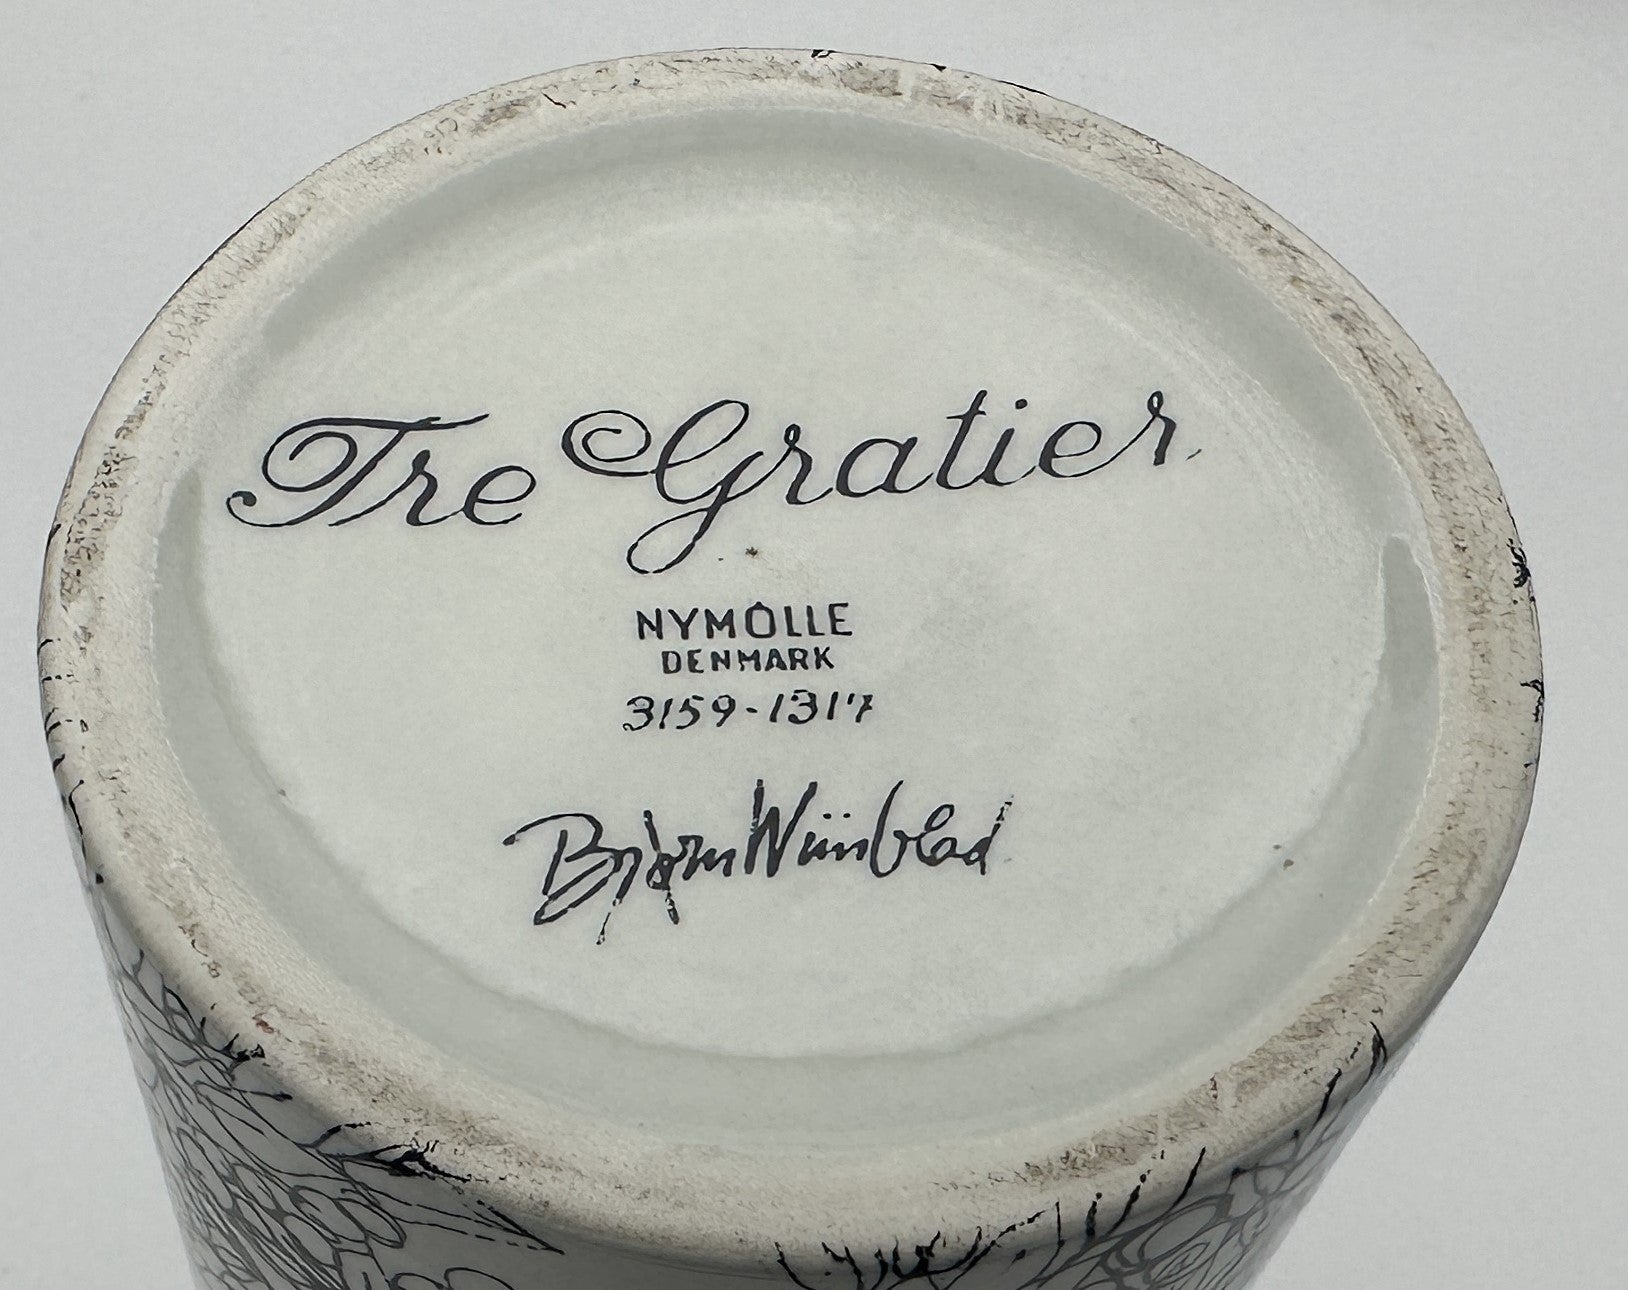 Tre Gratier
NYMÖLLE
DENMARK
3159-1317
Bjørn Wiinblad